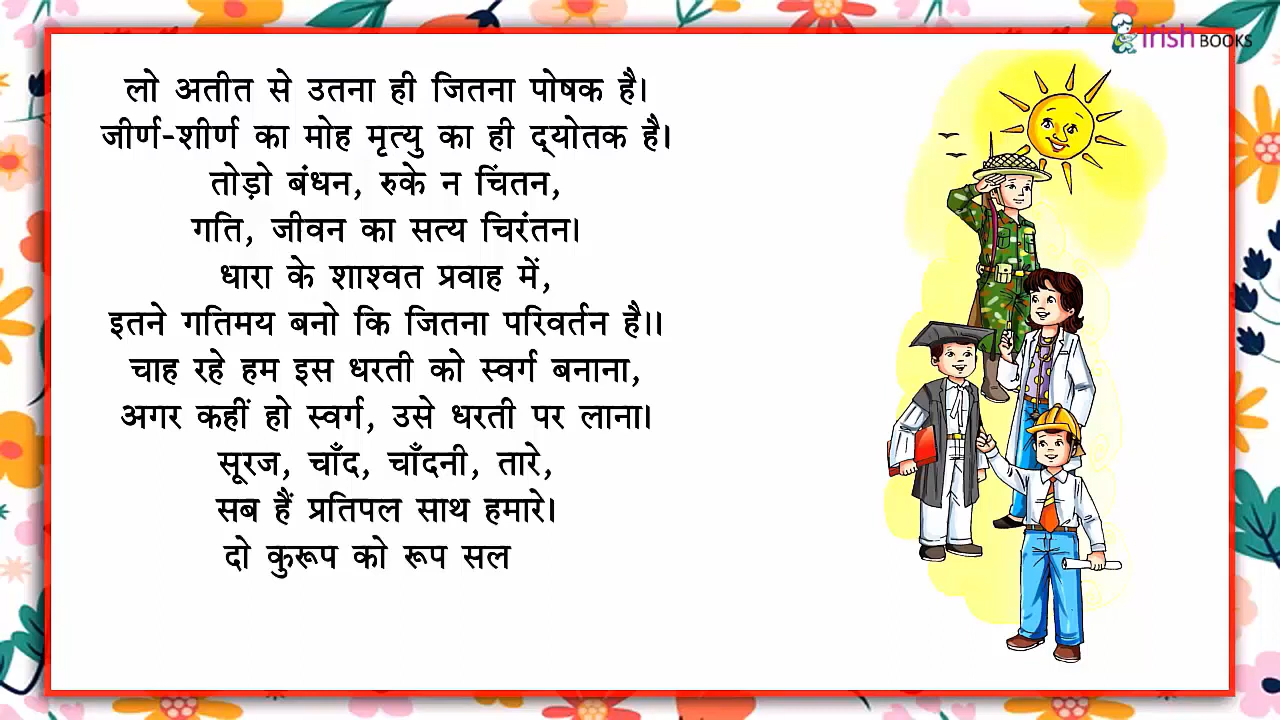 irish BOOKS
लो अतीत से उतना ही जितना पोषक है।
जीर्ण-शीर्ण का मोह मृत्यु का ही द्‌योतक है।
तोड़ो बंधन, रुके न चिंतन,
गति, जीवन का सत्य चिरंतन।
धारा के शाश्वत प्रवाह में,
इतने गतिमय बनो कि जितना परिवर्तन है।।
चाह रहे हम इस धरती को स्वर्ग बनाना,
अगर कहीं हो स्वर्ग, उसे धरती पर लाना।
सूरज, चाँद, चाँदनी, तारे,
सब हैं प्रतिपल साथ हमारे।
दो कुरूप को रूप सल